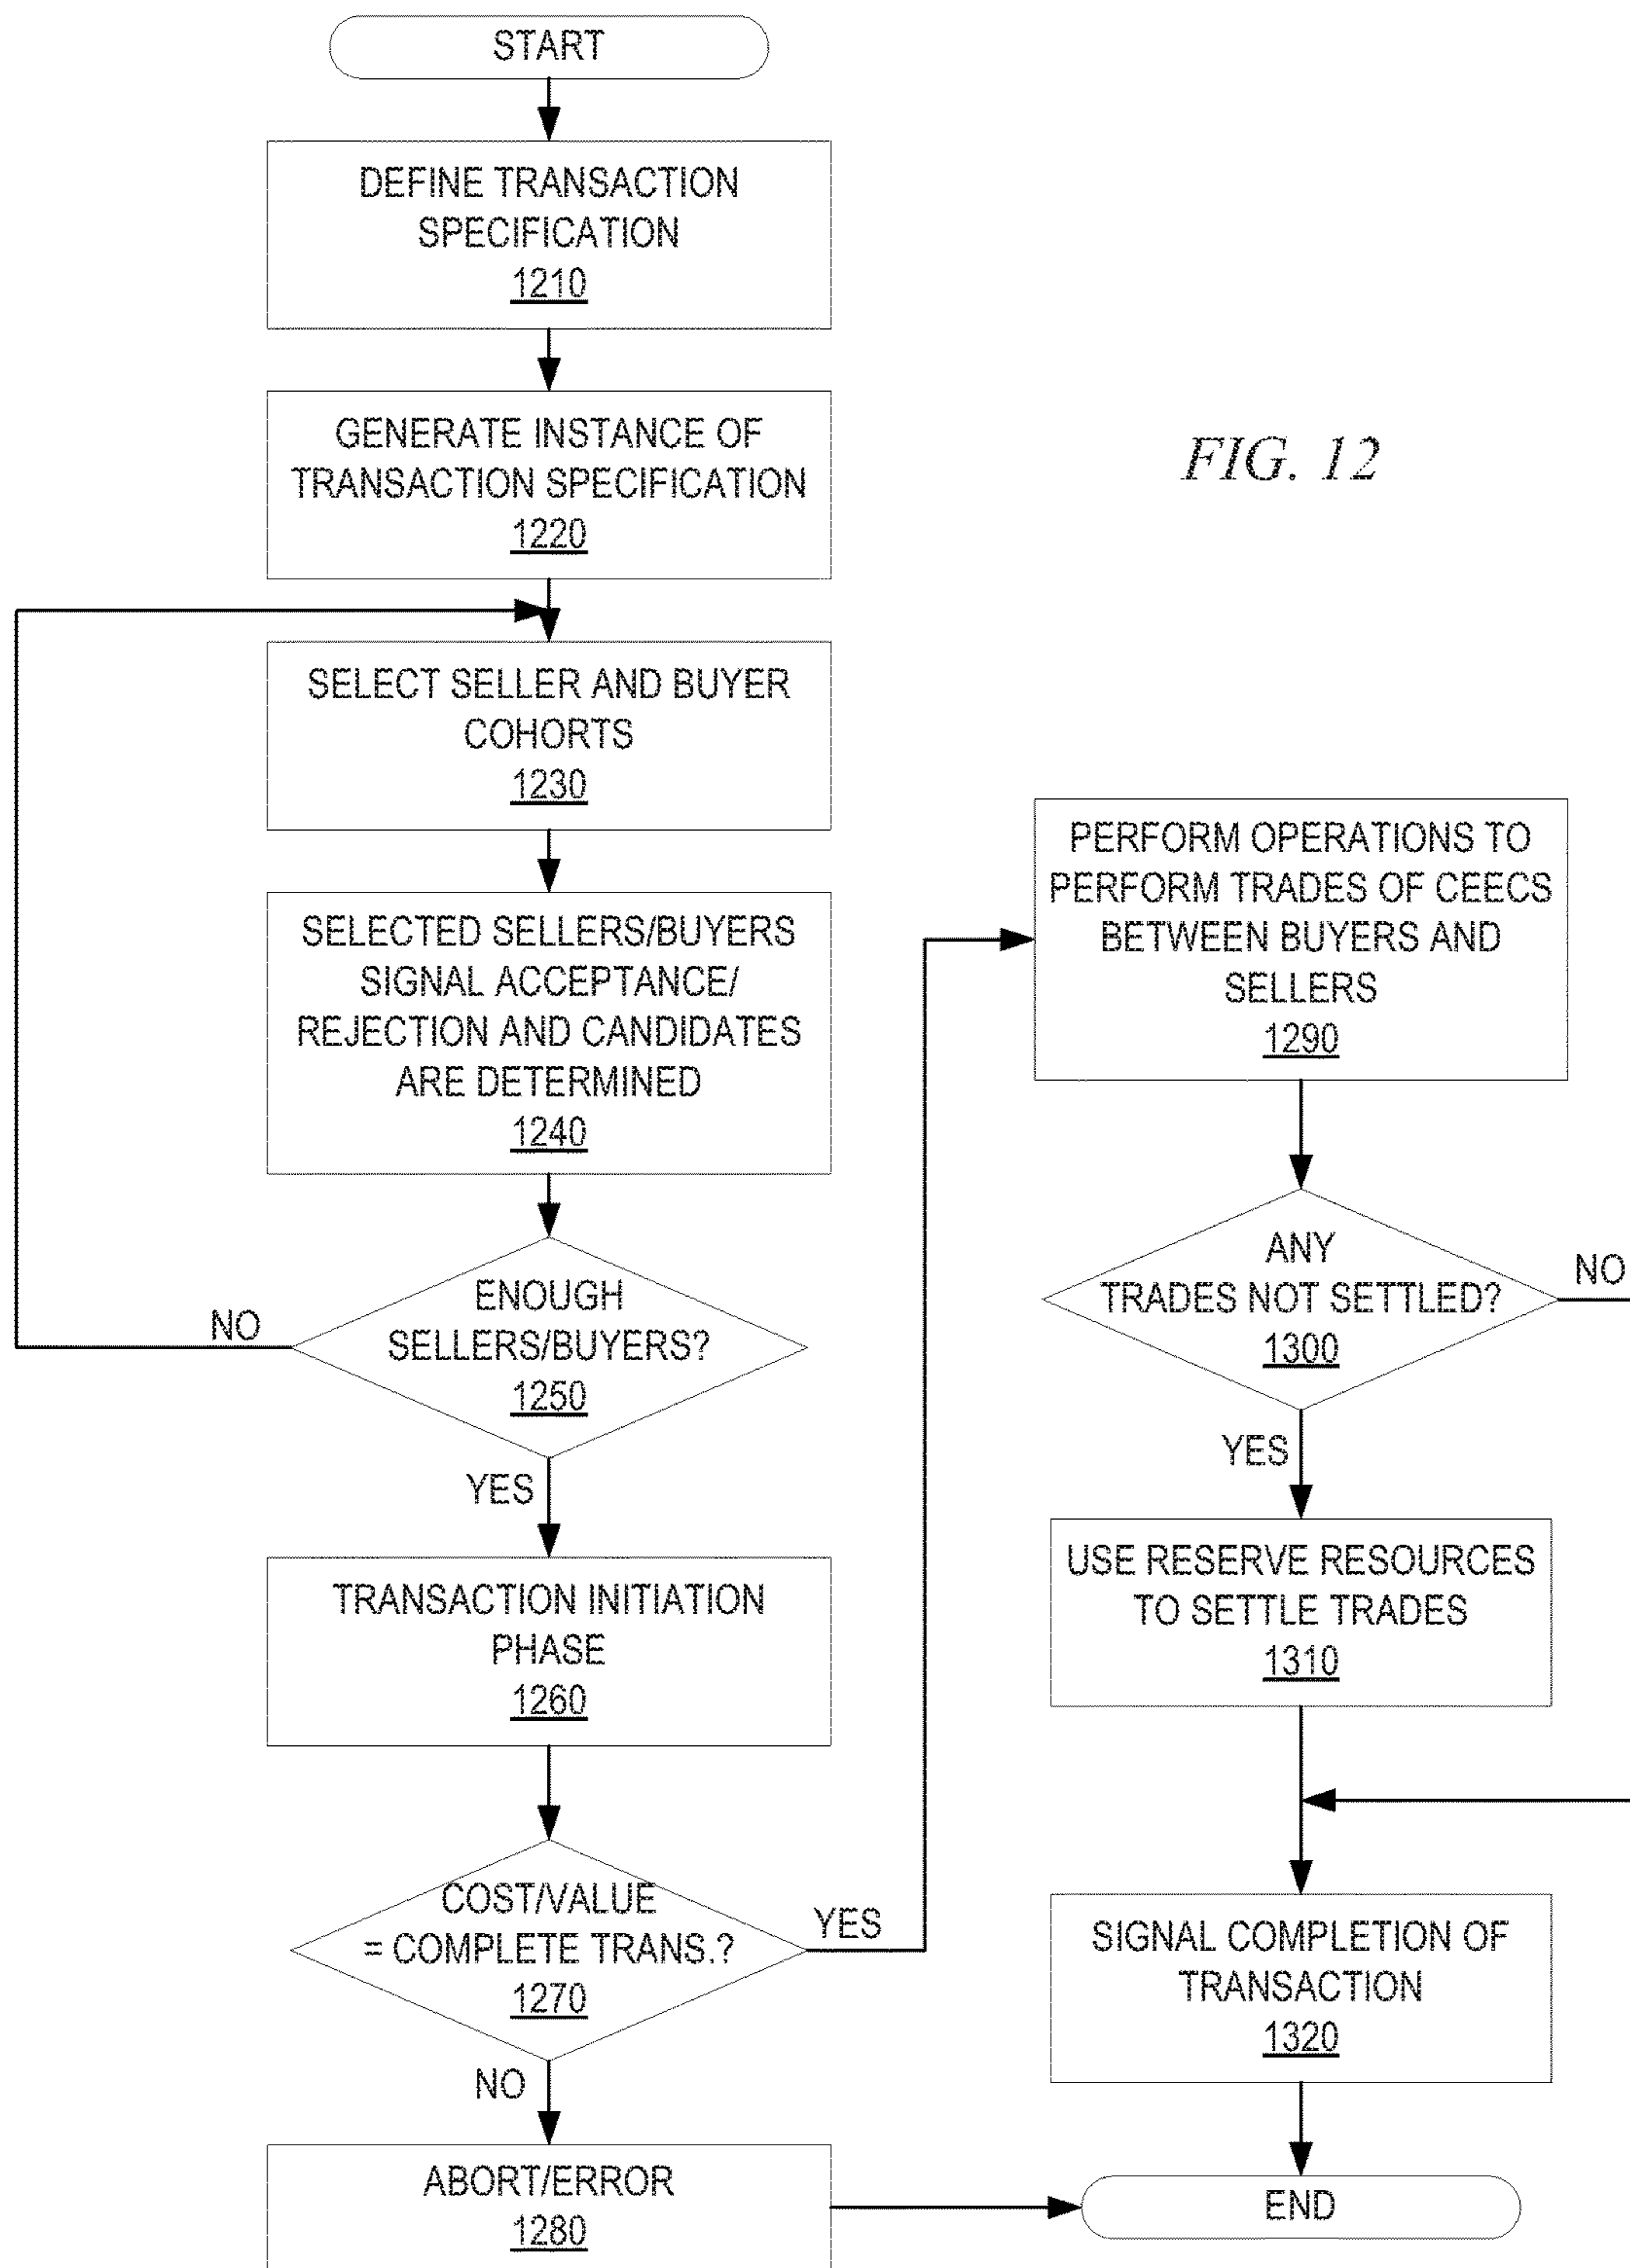 START
DEFINE TRANSACTION
SPECIFICATION
1210
GENERATE INSTANCE OF
TRANSACTION SPECIFICATION
1220
FIG. 12
SELECT SELLER AND BUYER
COHORTS
1230
SELECTED SELLERS/BUYERS
SIGNAL ACCEPTANCE/
REJECTION AND CANDIDATES
ARE DETERMINED
1240
ENOUGH
SELLERS/BUYERS?
1250
NO
YES
TRANSACTION INITIATION
PHASE
1260
COST/VALUE
= COMPLETE TRANS.?
1270
YES
NO
ABORT/ERROR
1280
PERFORM OPERATIONS TO
PERFORM TRADES OF CEECS
BETWEEN BUYERS AND
SELLERS
1290
ANY
TRADES NOT SETTLED?
1300
NO
YES
USE RESERVE RESOURCES
TO SETTLE TRADES
1310
SIGNAL COMPLETION OF
TRANSACTION
1320
END